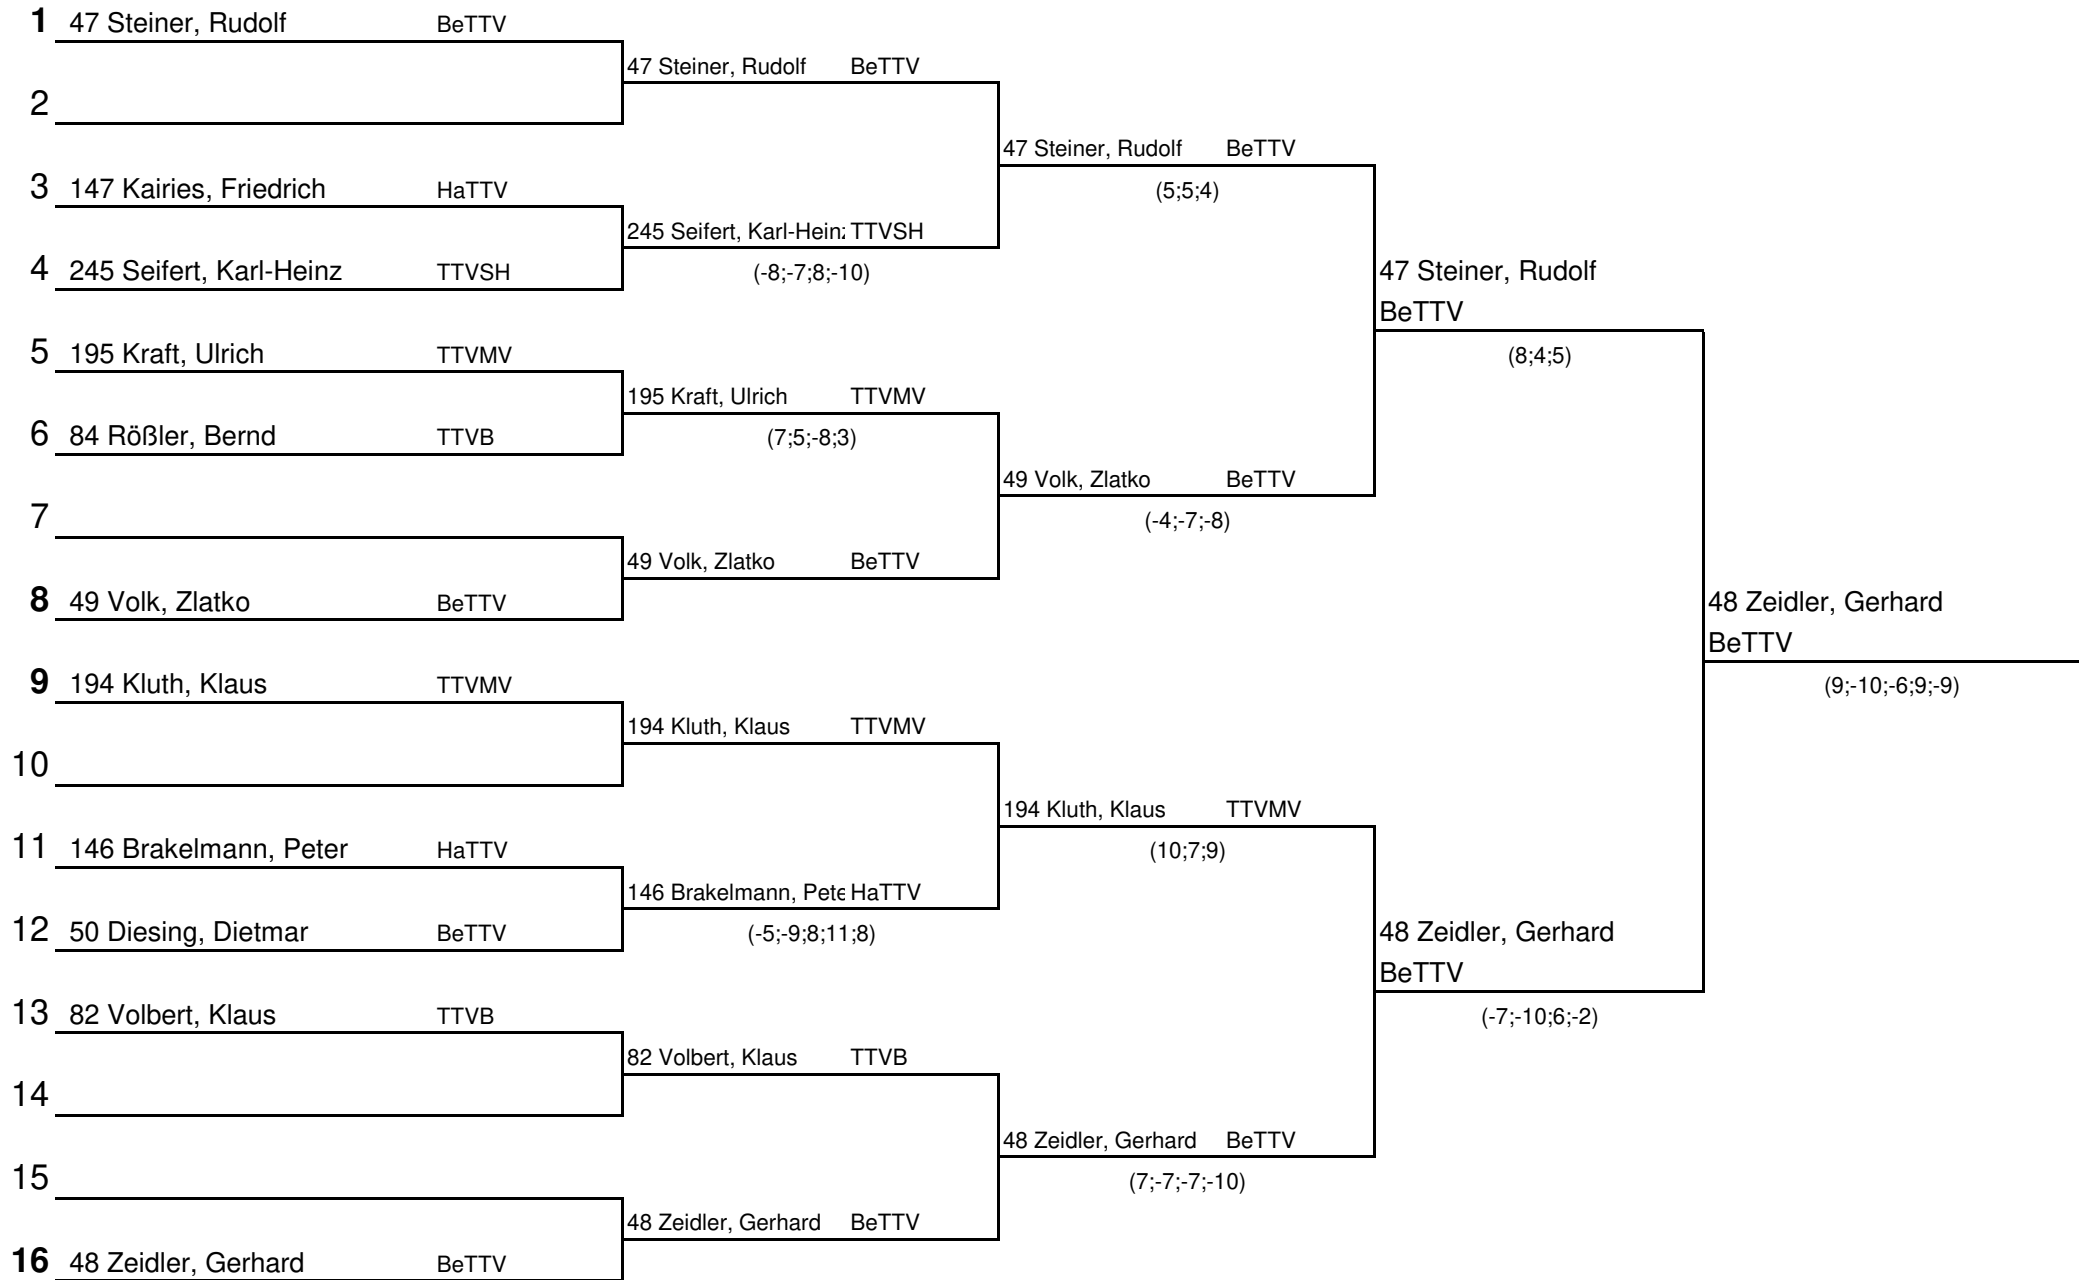 1 47 Steiner, Rudolf BeTTV
47 Steiner, Rudolf BeTTV
2
47 Steiner, Rudolf BeTTV
3 147 Kairies, Friedrich HaTTV
(5;5;4)
245 Seifert, Karl-Heinz TTVSH
4 245 Seifert, Karl-Heinz TTVSH
(-8;-7;8;-10)
47 Steiner, Rudolf
BeTTV
5 195 Kraft, Ulrich TTVMV
(8;4;5)
195 Kraft, Ulrich TTVMV
6 84 Rößler, Bernd TTVB
(7;5;-8;3)
49 Volk, Zlatko BeTTV
7
(-4;-7;-8)
49 Volk, Zlatko BeTTV
8 49 Volk, Zlatko BeTTV
48 Zeidler, Gerhard
BeTTV
9 194 Kluth, Klaus TTVMV
(9;-10;-6;9;-9)
194 Kluth, Klaus TTVMV
10
194 Kluth, Klaus TTVMV
11 146 Brakelmann, Peter HaTTV
(10;7;9)
146 Brakelmann, Pete HaTTV
12 50 Diesing, Dietmar BeTTV
(-5;-9;8;11;8)
48 Zeidler, Gerhard
BeTTV
13 82 Volbert, Klaus TTVB
(-7;-10;6;-2)
82 Volbert, Klaus TTVB
14
48 Zeidler, Gerhard BeTTV
15
(7;-7;-7;-10)
48 Zeidler, Gerhard BeTTV
16 48 Zeidler, Gerhard BeTTV